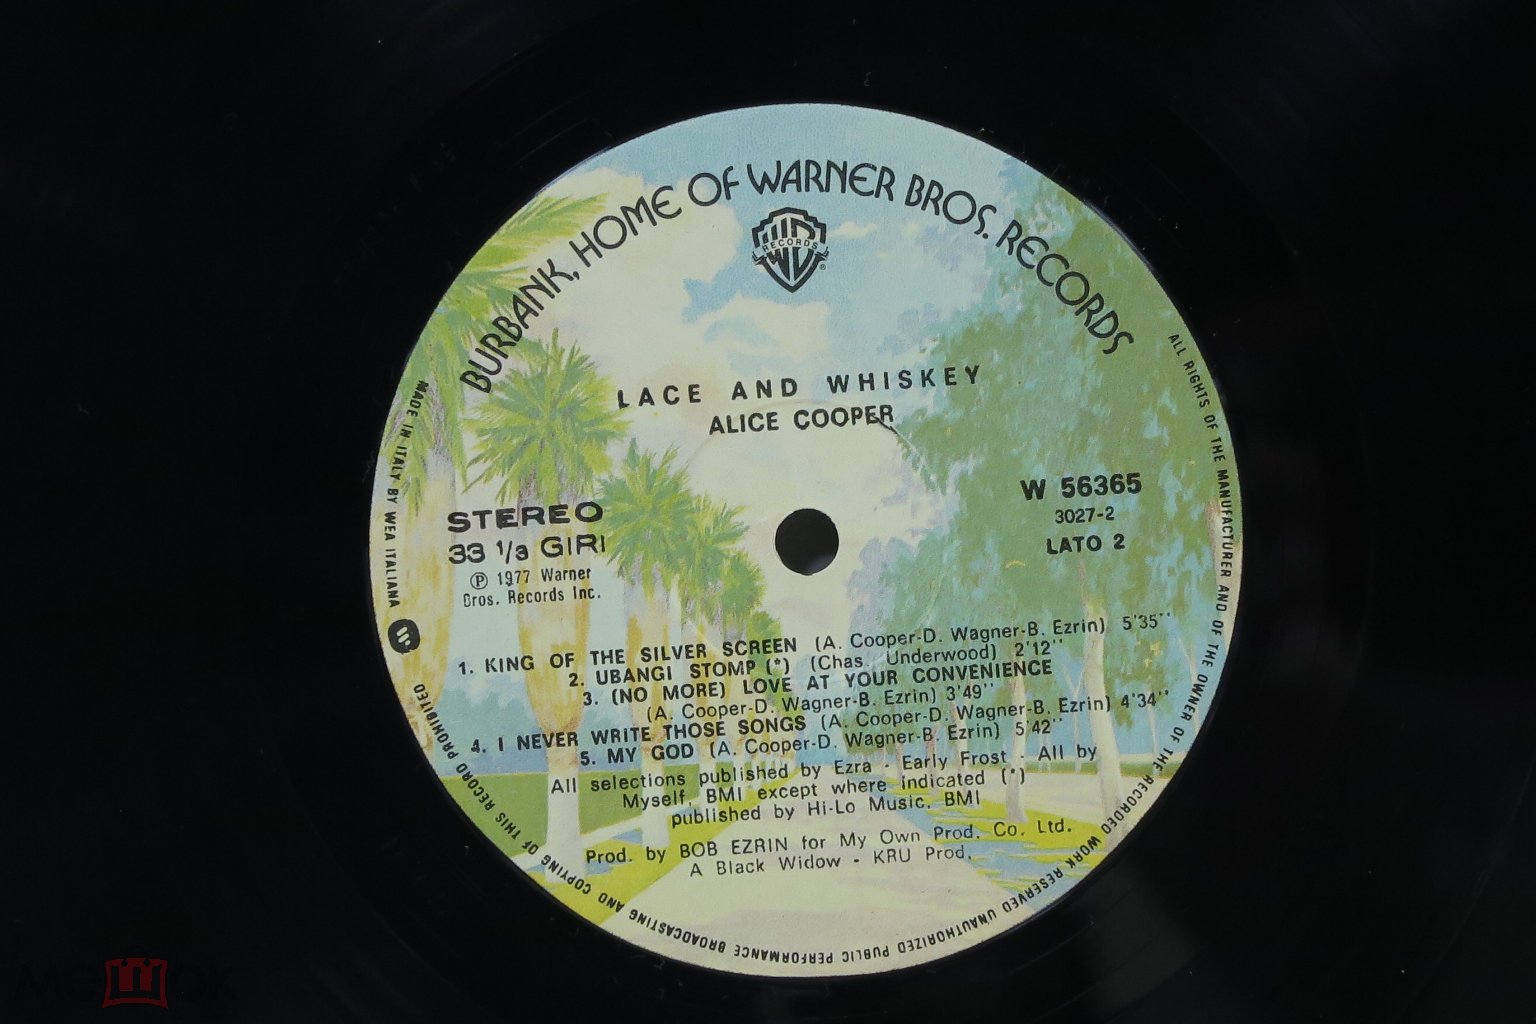 BURBANK, HOME OF WARNER BROS. RECORDS
RECORDS
®
LACE AND WHISKEY
ALICE COOPER
STEREO
33 1/3 GIRI
Ⓟ 1977 Warner
Bros. Records Inc.
W 56365
3027-2
LATO 2
1. KING OF THE SILVER SCREEN (A. Cooper-D. Wagner-B. Ezrin) 5'35''
2. UBANGI STOMP (*) (Chas. Underwood) 2'12''
3. (NO MORE) LOVE AT YOUR CONVENIENCE
(A. Cooper-D. Wagner-B. Ezrin) 3'49''
4. I NEVER WRITE THOSE SONGS (A. Cooper-D. Wagner-B. Ezrin) 4'34''
5. MY GOD (A. Cooper-D. Wagner-B. Ezrin) 5'42''
All selections published by Ezra - Early Frost - All by
Myself, BMI except where indicated (*)
published by Hi-Lo Music. BMI
Prod. by BOB EZRIN for My Own Prod. Co. Ltd.
A Black Widow - KRU Prod.
MADE IN ITALY BY WEA ITALIANA
ALL RIGHTS OF THE MANUFACTURER AND OF THE OWNER OF THE RECORDED WORK RESERVED UNAUTHORIZED PUBLIC PERFORMANCE BROADCASTING AND COPYING OF THIS RECORD PROHIBITED